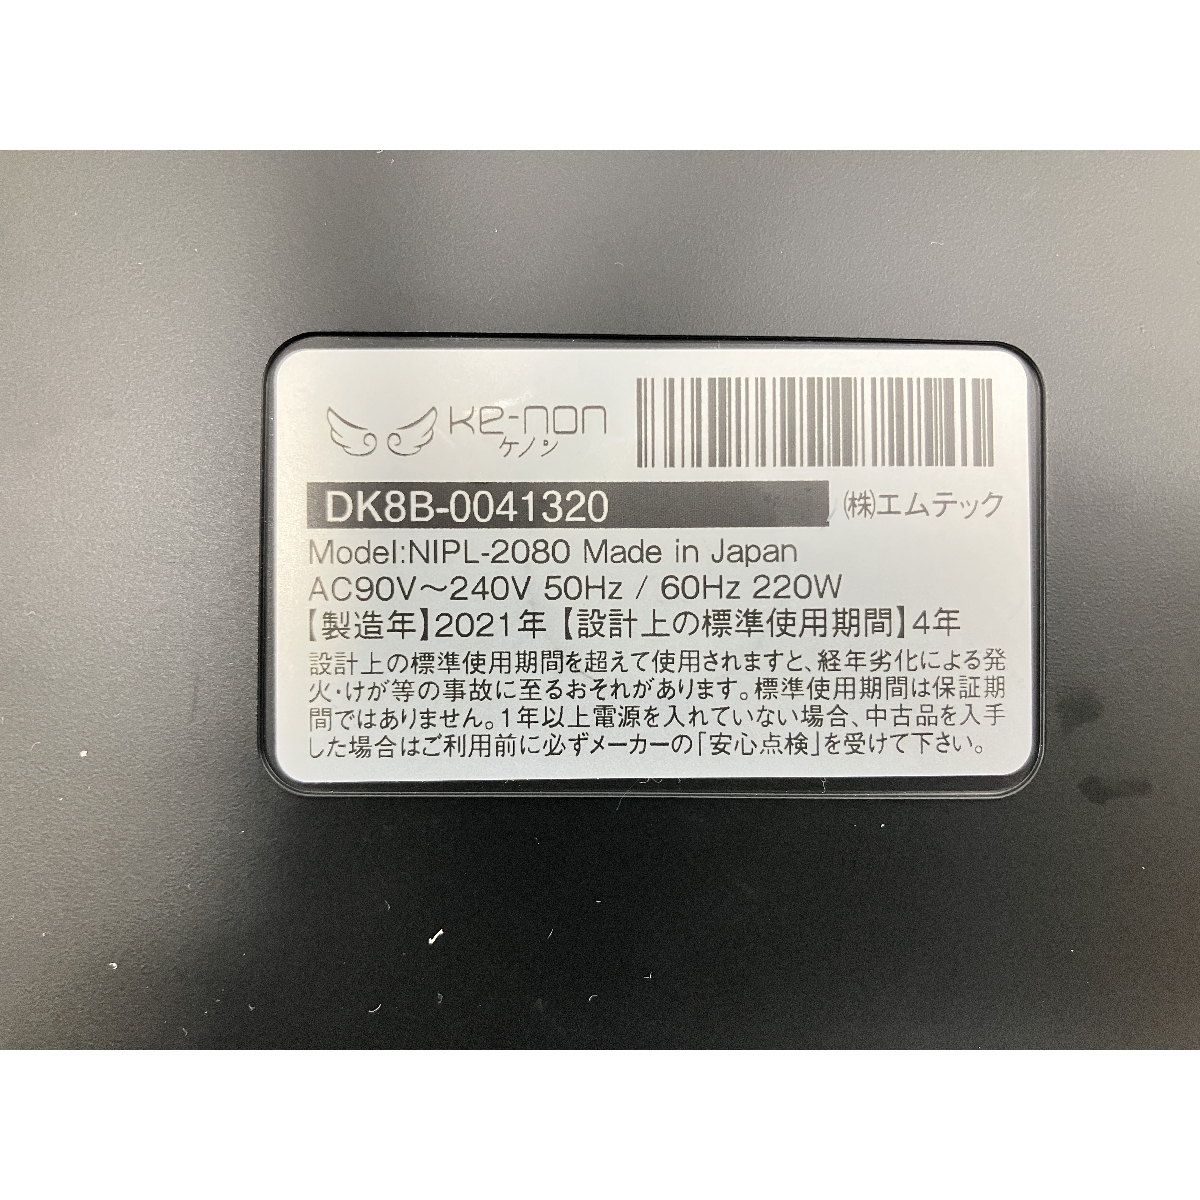 Ke-non
ケノン
DK8B-0041320
㈱エムテック
Model:NIPL-2080 Made in Japan
AC90V～240V 50Hz / 60Hz 220W
【製造年】2021年【設計上の標準使用期間】4年
設計上の標準使用期間を超えて使用されますと、経年劣化による発
火・けが等の事故に至るおそれがあります。標準使用期間は保証期
間ではありません。1年以上電源を入れていない場合、中古品を入手
した場合はご利用前に必ずメーカーの「安心点検」を受けて下さい。